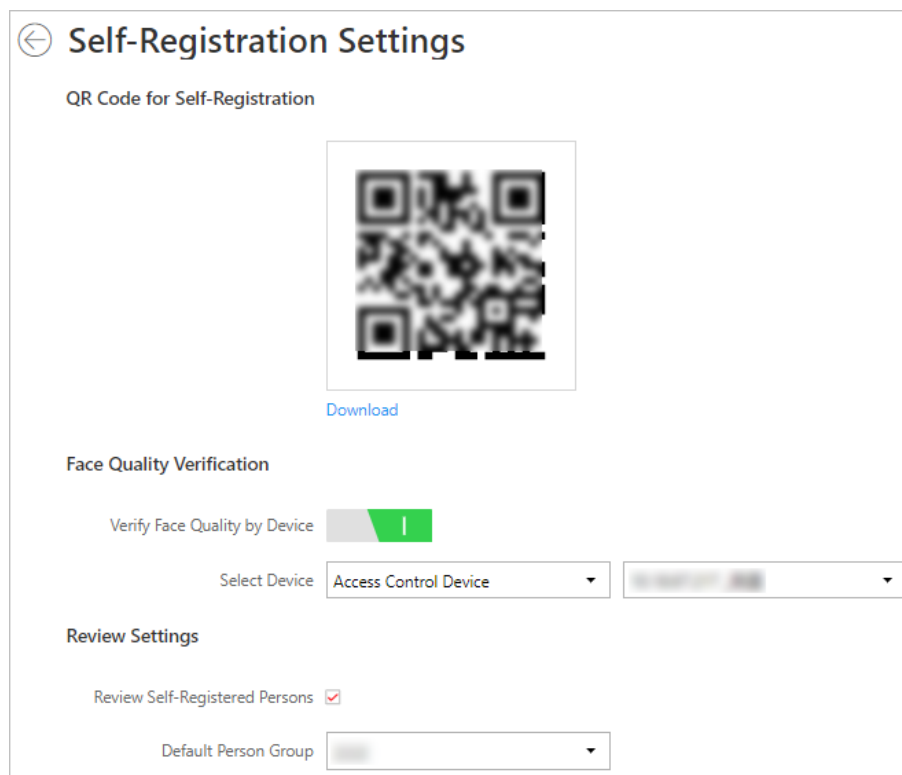 Self-Registration Settings
QR Code for Self-Registration
Download
Face Quality Verification
Verify Face Quality by Device
Select Device Access Control Device
Review Settings
Review Self-Registered Persons
Default Person Group